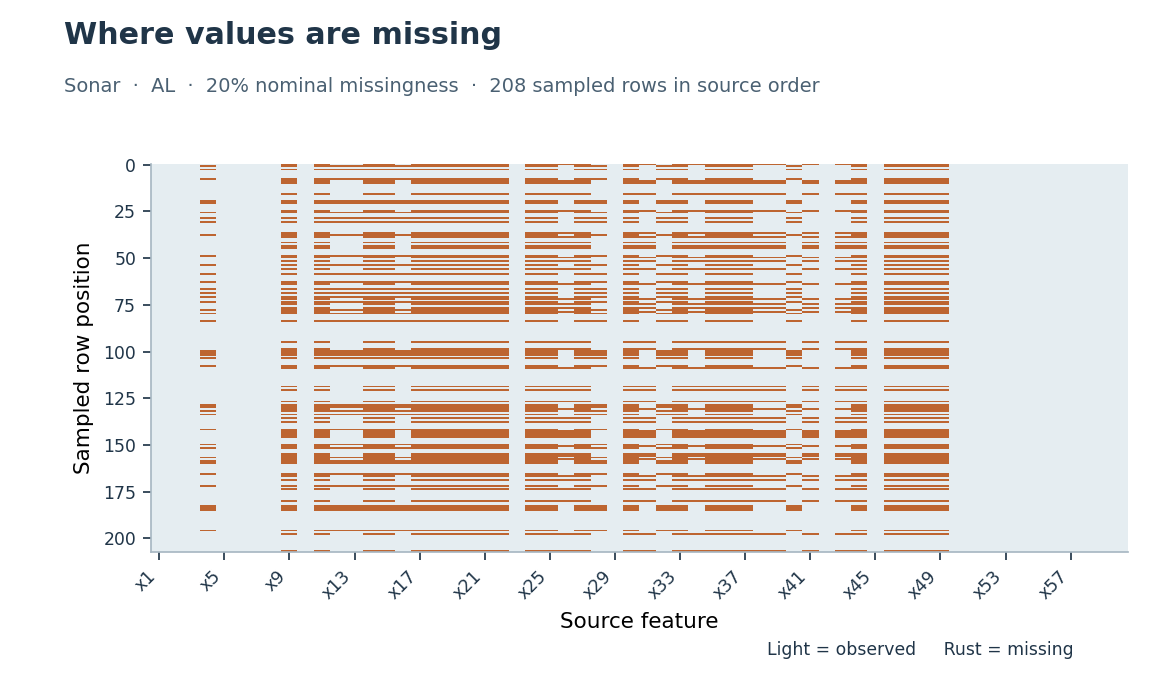 Where values are missing
Sonar · AL · 20% nominal missingness · 208 sampled rows in source order
0
25
50
75
100
125
150
175
200
Sampled row position
x1 x5 x9 x13 x17 x21 x25 x29 x33 x37 x41 x45 x49 x53 x57
Source feature
Light = observed Rust = missing